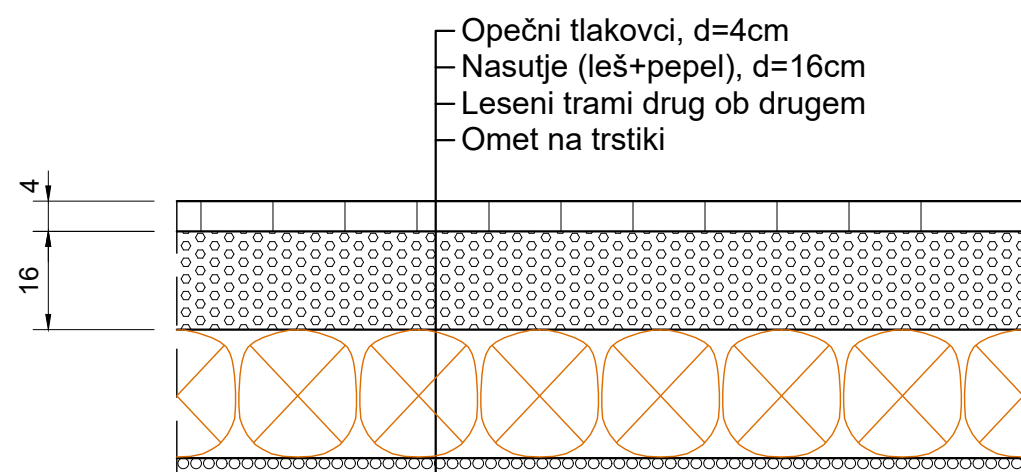 Opečni tlakovci, d=4cm
Nasutje (leš+pepel), d=16cm
Leseni trami drug ob drugem
Omet na trstiki
4
16